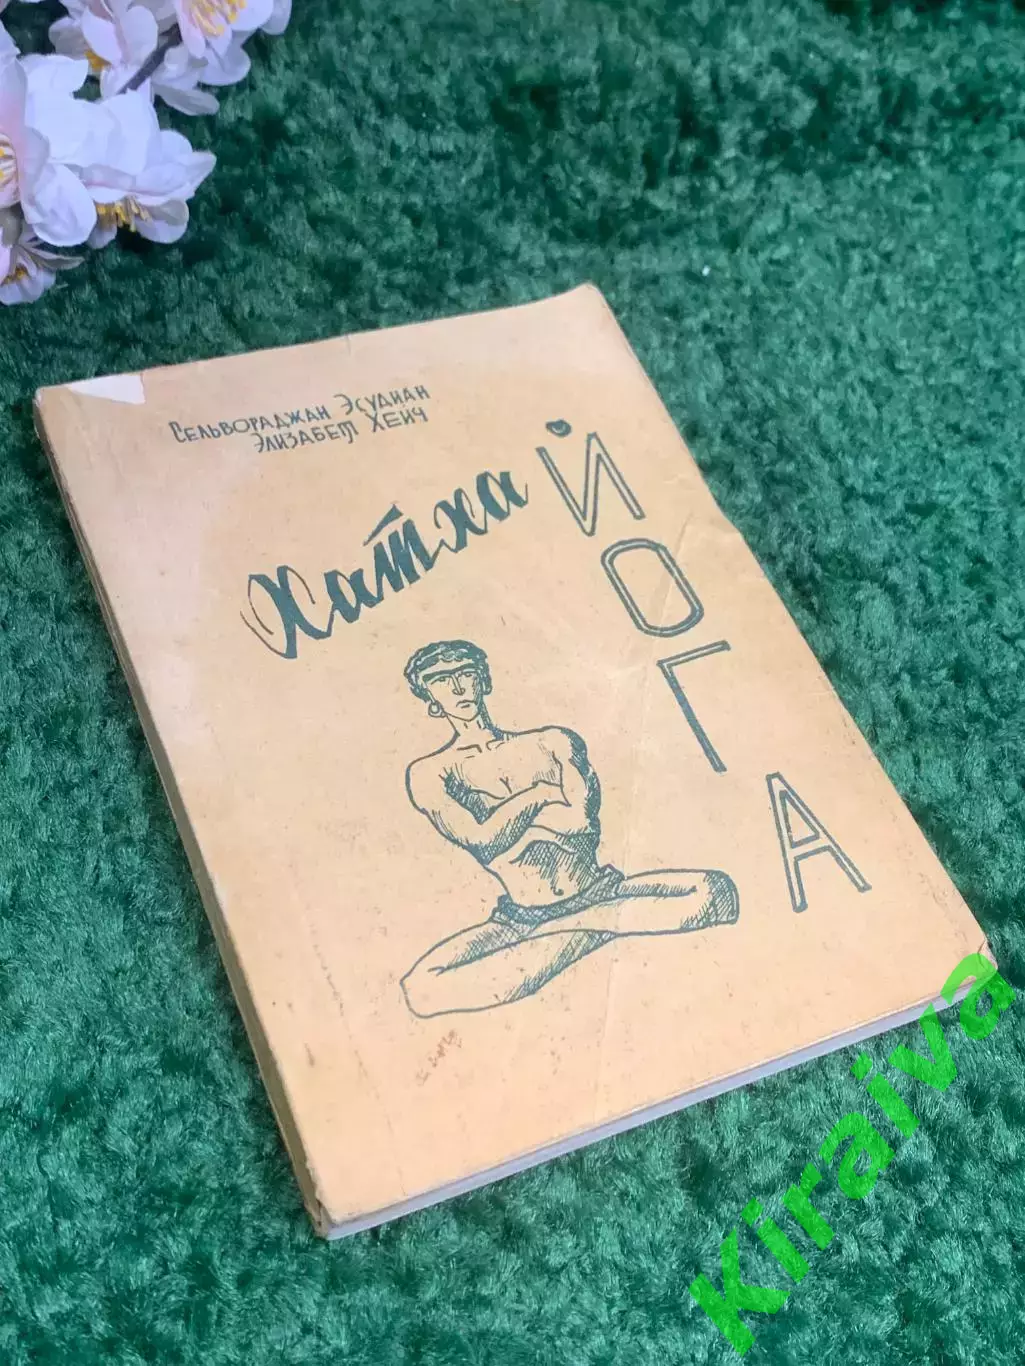 Сельвораджан Эсудиан
Элизабет Хейч
Хатха
ЙОГА
Kiraiva